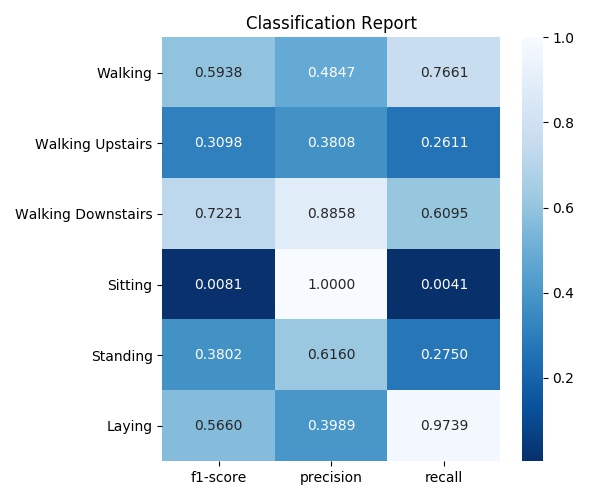 Classification Report
Walking 0.5938 0.4847 0.7661
Walking Upstairs 0.3098 0.3808 0.2611
Walking Downstairs 0.7221 0.8858 0.6095
Sitting 0.0081 1.0000 0.0041
Standing 0.3802 0.6160 0.2750
Laying 0.5660 0.3989 0.9739
f1-score precision recall
1.0
0.8
0.6
0.4
0.2